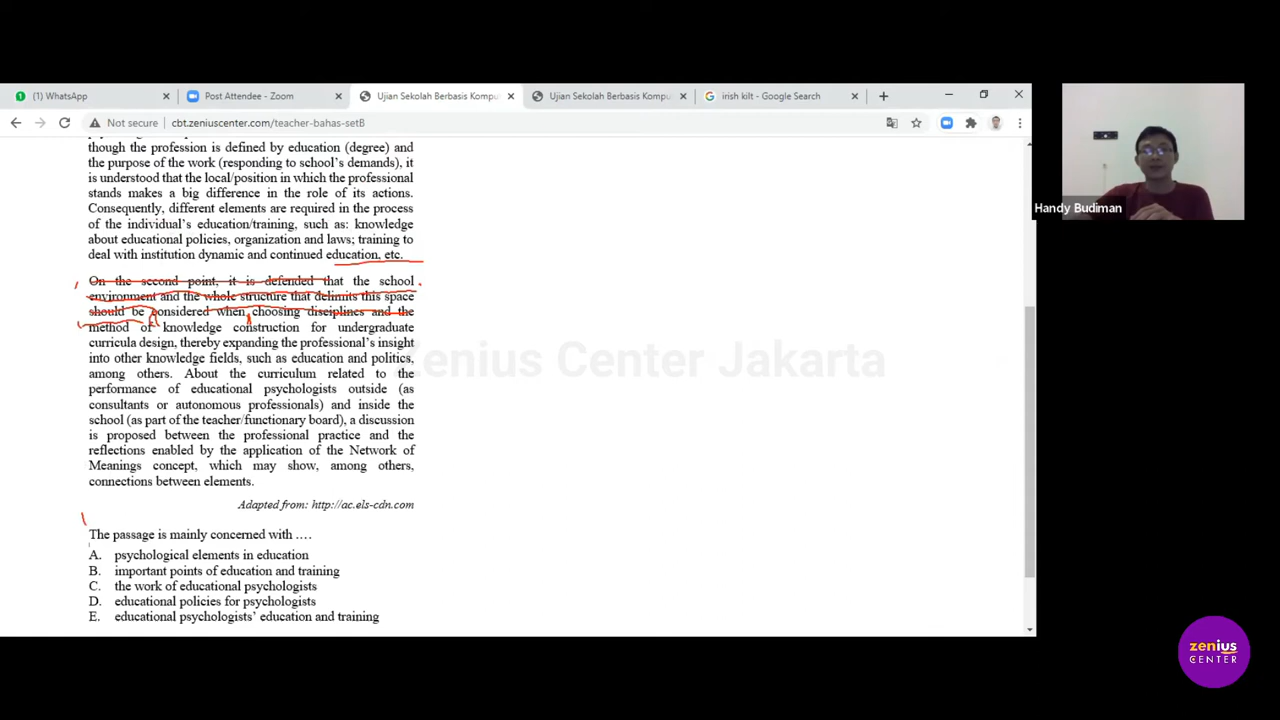 (1) WhatsApp
Post Attendee - Zoom
Ujian Sekolah Berbasis Kompu
Ujian Sekolah Berbasis Kompu
irish kilt - Google Search
Not secure
cbt.zeniuscenter.com/teacher-bahas-setB
though the profession is defined by education (degree) and
the purpose of the work (responding to school's demands), it
is understood that the local/position in which the professional
stands makes a big difference in the role of its actions.
Consequently, different elements are required in the process
of the individual's education/training, such as: knowledge
about educational policies, organization and laws; training to
deal with institution dynamic and continued education, etc.
On the second point, it is defended that the school
environment and the whole structure that delimits this space
should be considered when choosing disciplines and the
method of knowledge construction for undergraduate
curricula design, thereby expanding the professional's insight
into other knowledge fields, such as education and politics,
among others. About the curriculum related to the
performance of educational psychologists outside (as
consultants or autonomous professionals) and inside the
school (as part of the teacher/functionary board), a discussion
is proposed between the professional practice and the
reflections enabled by the application of the Network of
Meanings concept, which may show, among others,
connections between elements.
Adapted from: http://ac.els-cdn.com
The passage is mainly concerned with ….
A. psychological elements in education
B. important points of education and training
C. the work of educational psychologists
D. educational policies for psychologists
E. educational psychologists' education and training
Zenius Center Jakarta
Handy Budiman
zenius
CENTER